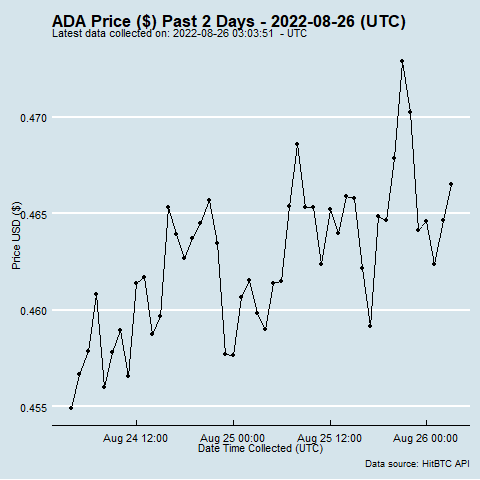 ADA Price ($) Past 2 Days - 2022-08-26 (UTC)
Latest data collected on: 2022-08-26 03:03:51 - UTC
0.470
0.465
0.460
0.455
Price USD ($)
Aug 24 12:00 Aug 25 00:00 Aug 25 12:00 Aug 26 00:00
Date Time Collected (UTC)
Data source: HitBTC API